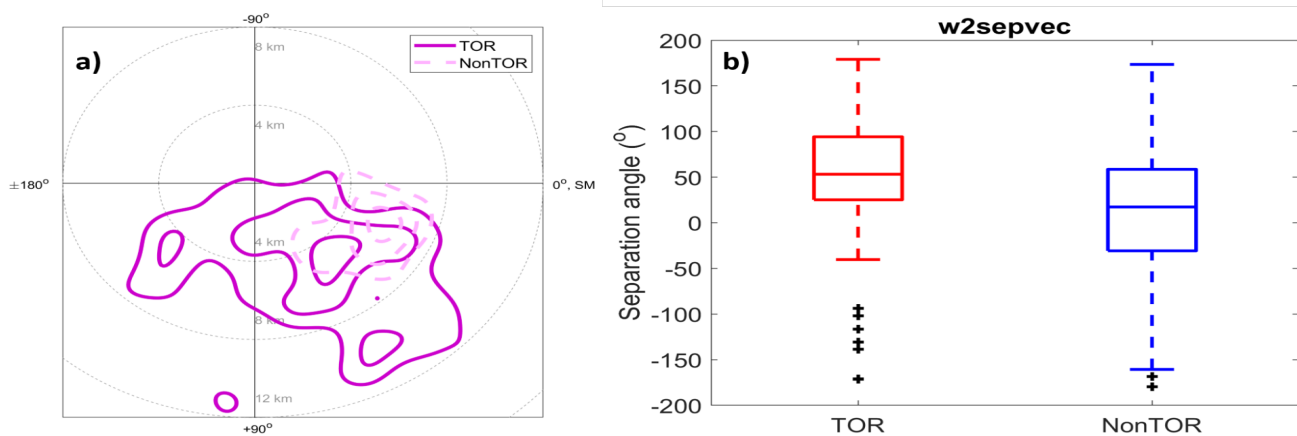 -90°
a)
8 km
TOR
NonTOR
4 km
±180°
0°, SM
4 km
8 km
12 km
+90°
w2sepvec
b)
Separation angle (°)
200
150
100
50
0
-50
-100
-150
-200
TOR
NonTOR